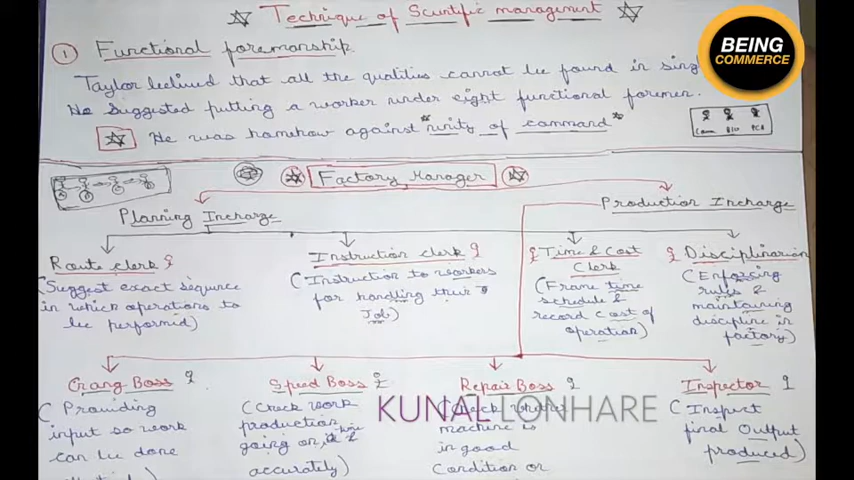 Technique of Scientific management
BEING
COMMERCE
1 Functional foremanship.
Taylor belived that all the qualities cannot be found in sing
He suggested putting a worker under eight functional foremen.
He was somehow against "unity of command"
Factory Manager
Planning Incharge
Production Incharge
Route clerk
Instruction clerk
Time & Cost
Clerk
Disciplinarian
(Suggest exact sequence
in which operations to
be performed)
(Instruction to workers
for handling their
Job)
(Frame time
schedule &
record cost of
operation)
(Enforcing
rules &
maintaining
discipline in
factory)
Gang Boss
Speed Boss
Repair Boss
Inspector
(Providing
input so work
can be done
(Check work
production
going on
accurately)
(Check whether
machine is
in good
condition or
(Inspect
final output
produced)
KUNAL LONHARE